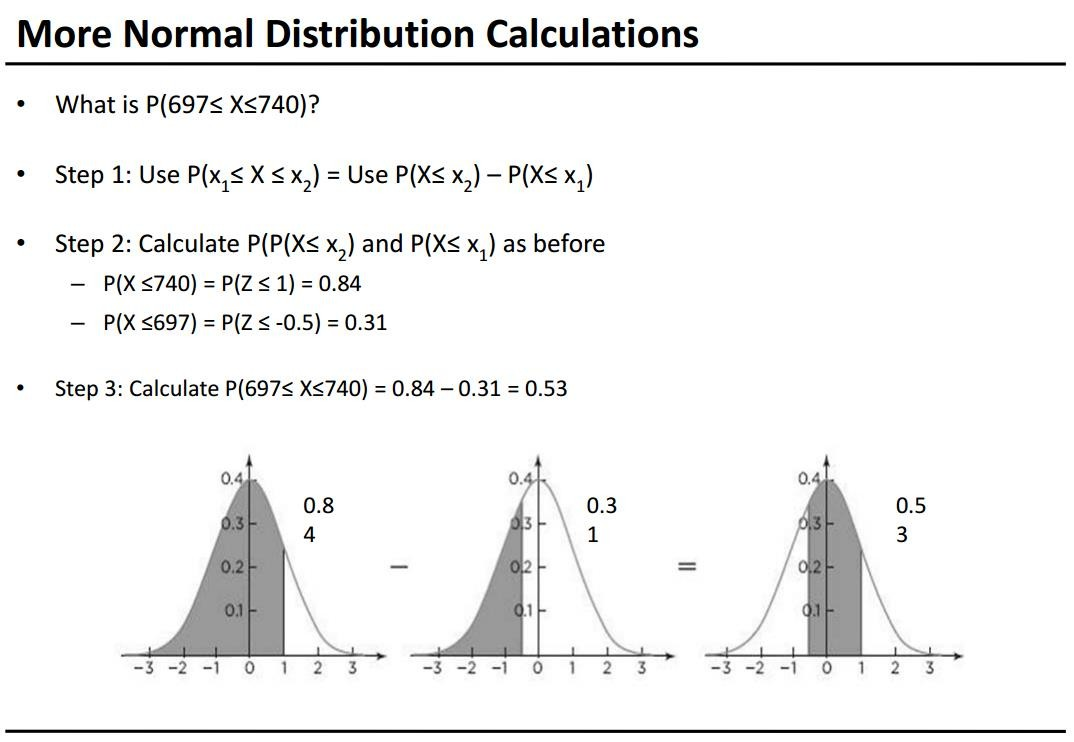 More Normal Distribution Calculations
• What is P(697≤ X≤740)?
• Step 1: Use P(x₁≤ X ≤ x₂) = Use P(X≤ x₂) – P(X≤ x₁)
• Step 2: Calculate P(P(X≤ x₂) and P(X≤ x₁) as before
– P(X ≤740) = P(Z ≤ 1) = 0.84
– P(X ≤697) = P(Z ≤ -0.5) = 0.31
• Step 3: Calculate P(697≤ X≤740) = 0.84 – 0.31 = 0.53
0.4
0.3
0.2
0.1
−3 −2 −1 0 1 2 3
0.8
4
−
0.4
0.3
0.2
0.1
−3 −2 −1 0 1 2 3
0.3
1
=
0.4
0.3
0.2
0.1
−3 −2 −1 0 1 2 3
0.5
3